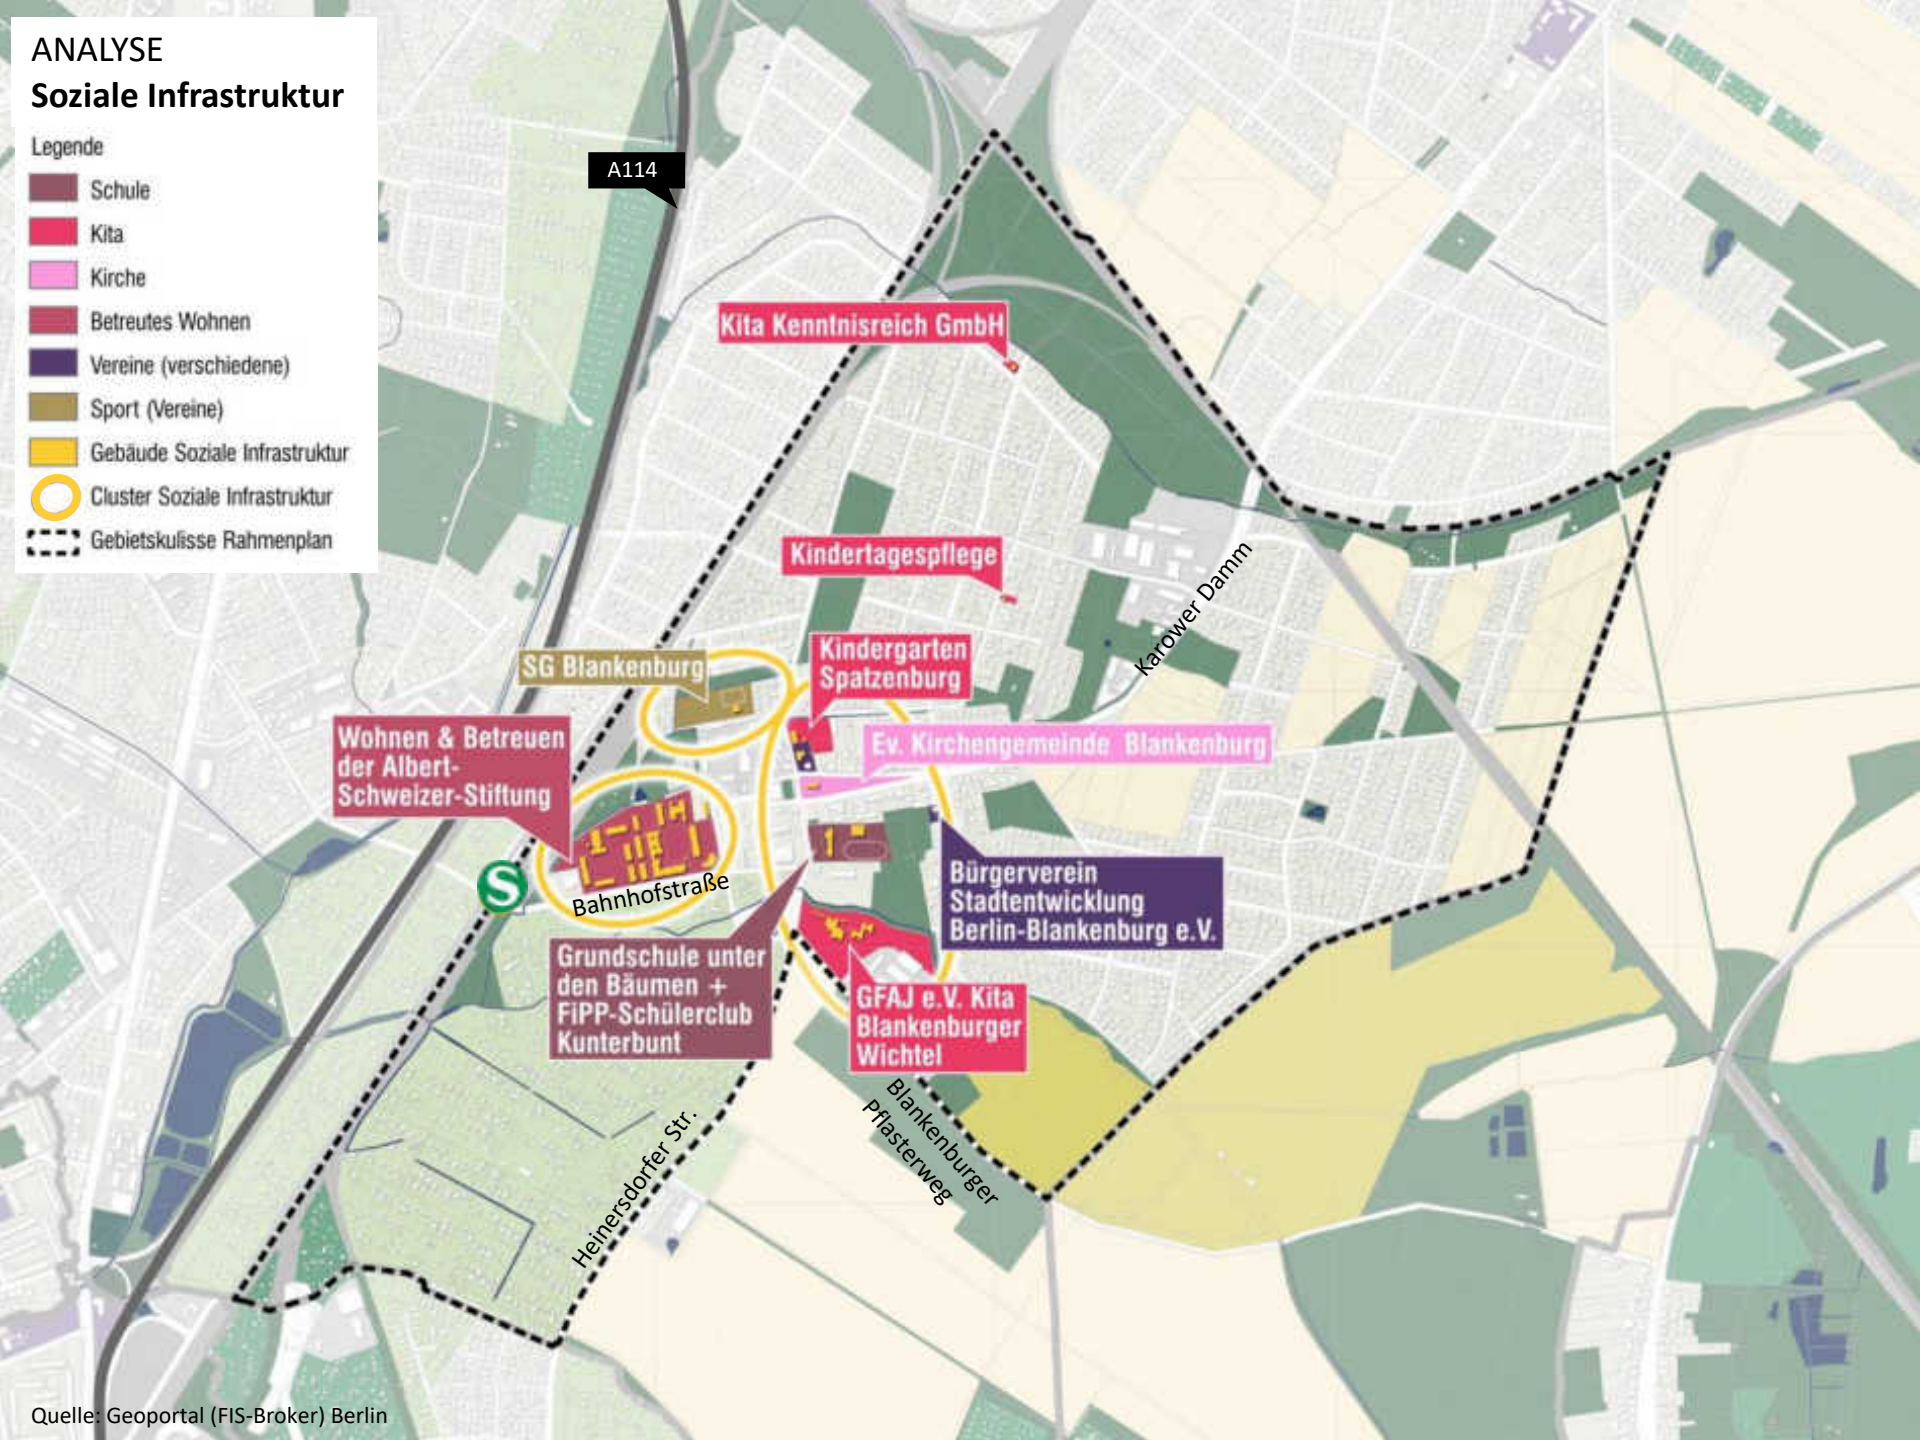 ANALYSE
Soziale Infrastruktur
Legende
Schule
Kita
Kirche
Betreutes Wohnen
Vereine (verschiedene)
Sport (Vereine)
Gebäude Soziale Infrastruktur
Cluster Soziale Infrastruktur
Gebietskulisse Rahmenplan
A114
Kita Kenntnisreich GmbH
Kindertagespflege
Karower Damm
Kindergarten
Spatzenburg
SG Blankenburg
Ev. Kirchengemeinde Blankenburg
Wohnen & Betreuen
der Albert-
Schweizer-Stiftung
S
Bahnhofstraße
Bürgerverein
Stadtentwicklung
Berlin-Blankenburg e.V.
Grundschule unter
den Bäumen +
FiPP-Schülerclub
Kunterbunt
GFAJ e.V. Kita
Blankenburger
Wichtel
Blankenburger
Pflasterweg
Heinersdorfer Str.
Quelle: Geoportal (FIS-Broker) Berlin